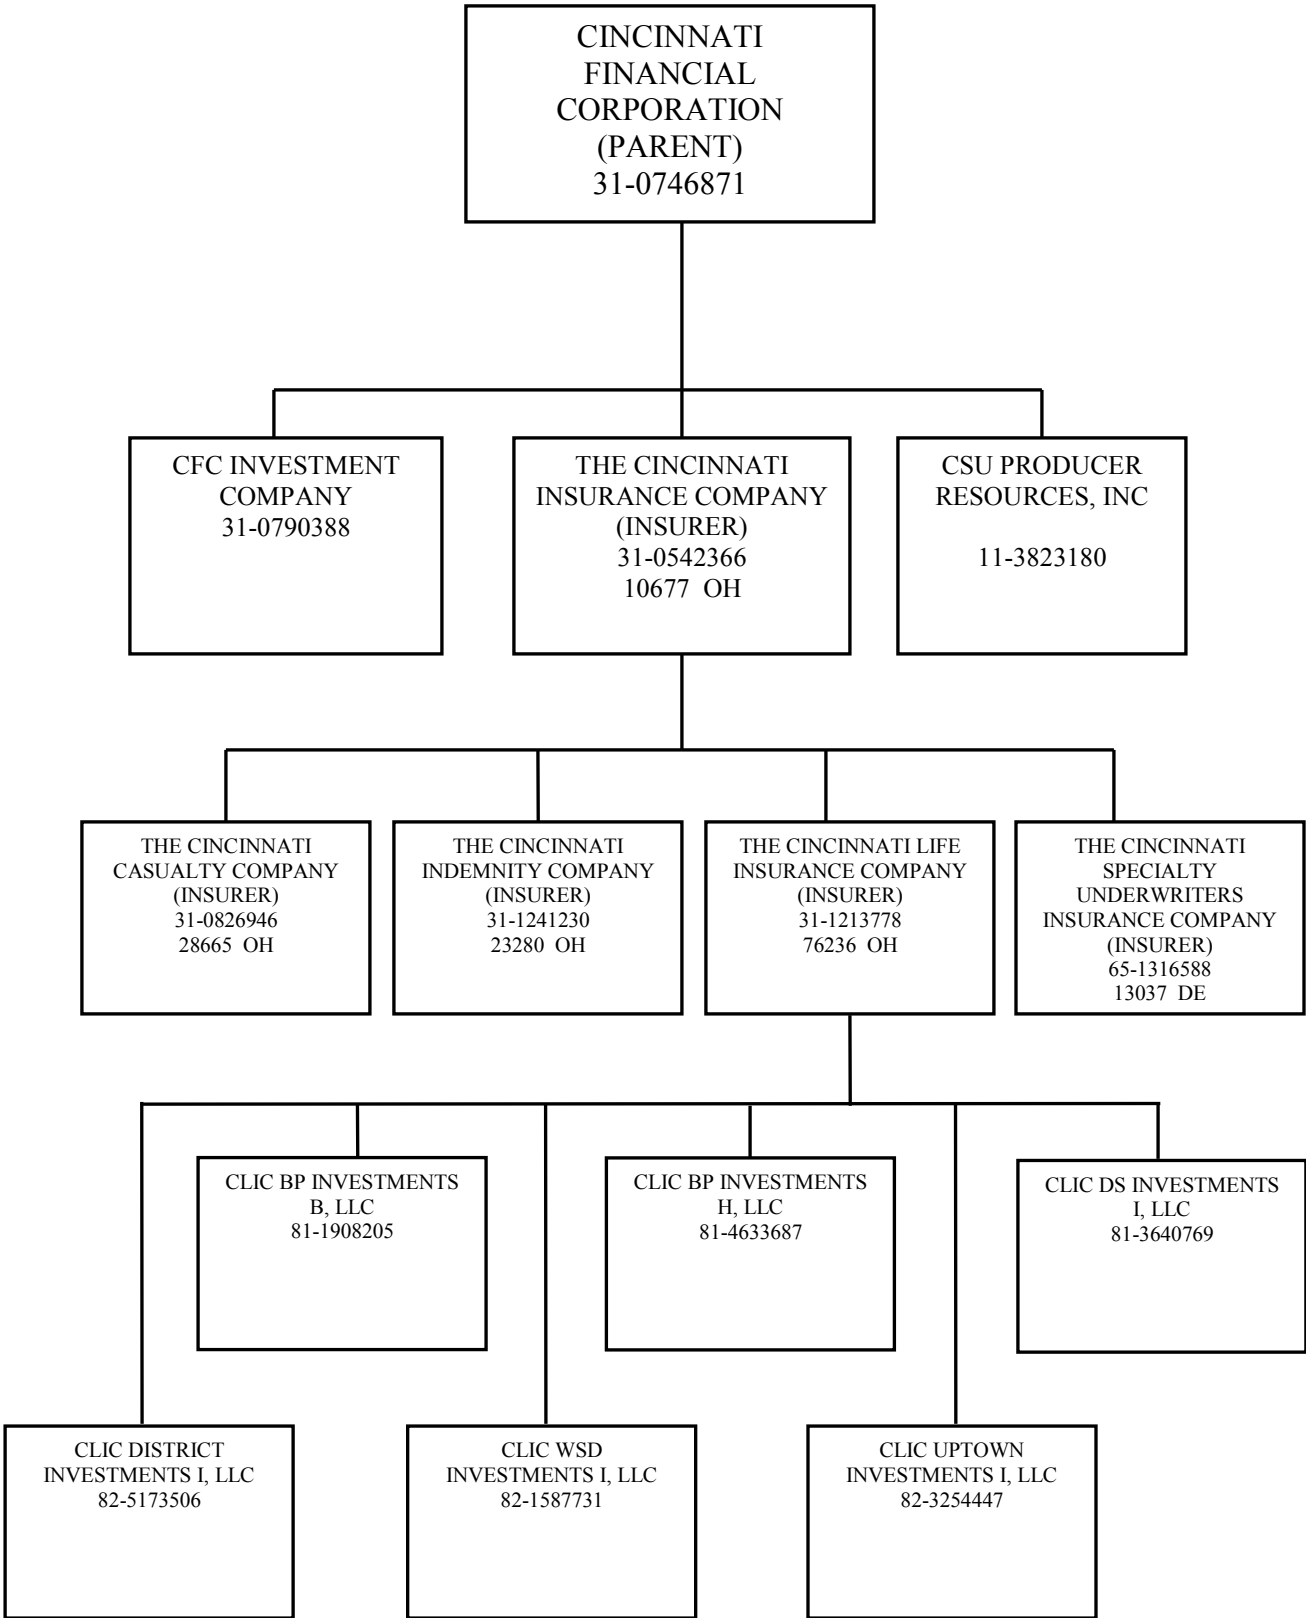 CINCINNATI
FINANCIAL
CORPORATION
(PARENT)
31-0746871
CFC INVESTMENT
COMPANY
31-0790388
THE CINCINNATI
INSURANCE COMPANY
(INSURER)
31-0542366
10677 OH
CSU PRODUCER
RESOURCES, INC
11-3823180
THE CINCINNATI
CASUALTY COMPANY
(INSURER)
31-0826946
28665 OH
THE CINCINNATI
INDEMNITY COMPANY
(INSURER)
31-1241230
23280 OH
THE CINCINNATI LIFE
INSURANCE COMPANY
(INSURER)
31-1213778
76236 OH
THE CINCINNATI
SPECIALTY
UNDERWRITERS
INSURANCE COMPANY
(INSURER)
65-1316588
13037 DE
CLIC BP INVESTMENTS
B, LLC
81-1908205
CLIC BP INVESTMENTS
H, LLC
81-4633687
CLIC DS INVESTMENTS
I, LLC
81-3640769
CLIC DISTRICT
INVESTMENTS I, LLC
82-5173506
CLIC WSD
INVESTMENTS I, LLC
82-1587731
CLIC UPTOWN
INVESTMENTS I, LLC
82-3254447